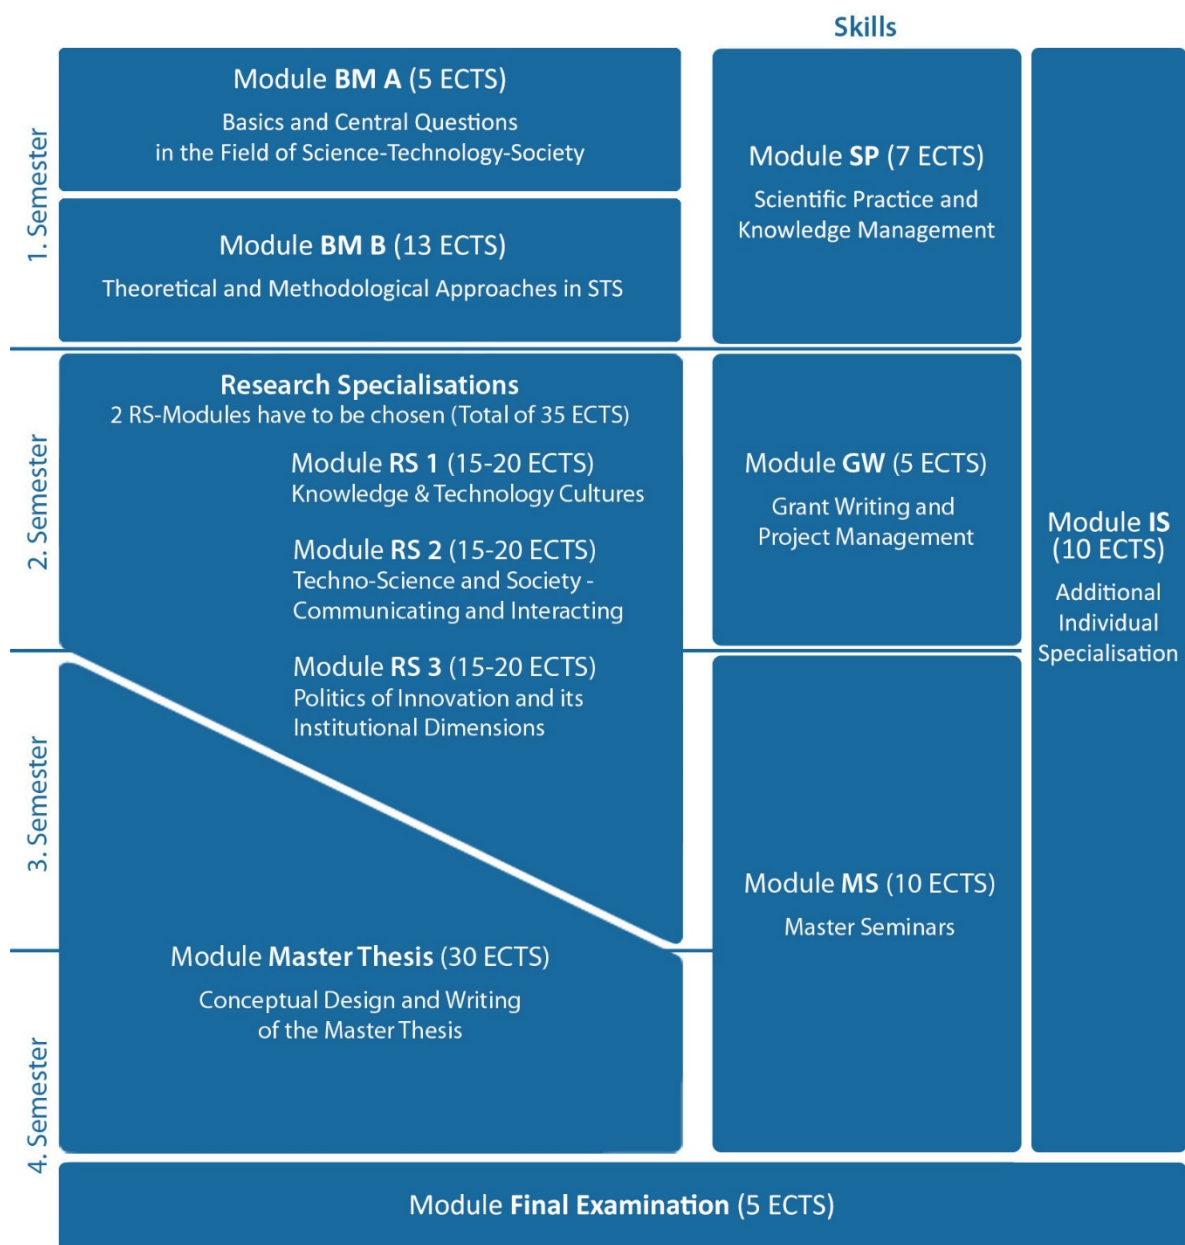 Skills
1. Semester
Module BM A (5 ECTS)
Basics and Central Questions
in the Field of Science-Technology-Society
Module BM B (13 ECTS)
Theoretical and Methodological Approaches in STS
Module SP (7 ECTS)
Scientific Practice and
Knowledge Management
2. Semester
Research Specialisations
2 RS-Modules have to be chosen (Total of 35 ECTS)
Module RS 1 (15-20 ECTS)
Knowledge & Technology Cultures
Module RS 2 (15-20 ECTS)
Techno-Science and Society -
Communicating and Interacting
Module RS 3 (15-20 ECTS)
Politics of Innovation and its
Institutional Dimensions
Module GW (5 ECTS)
Grant Writing and
Project Management
Module IS
(10 ECTS)
Additional
Individual
Specialisation
3. Semester
Module Master Thesis (30 ECTS)
Conceptual Design and Writing
of the Master Thesis
Module MS (10 ECTS)
Master Seminars
4. Semester
Module Final Examination (5 ECTS)